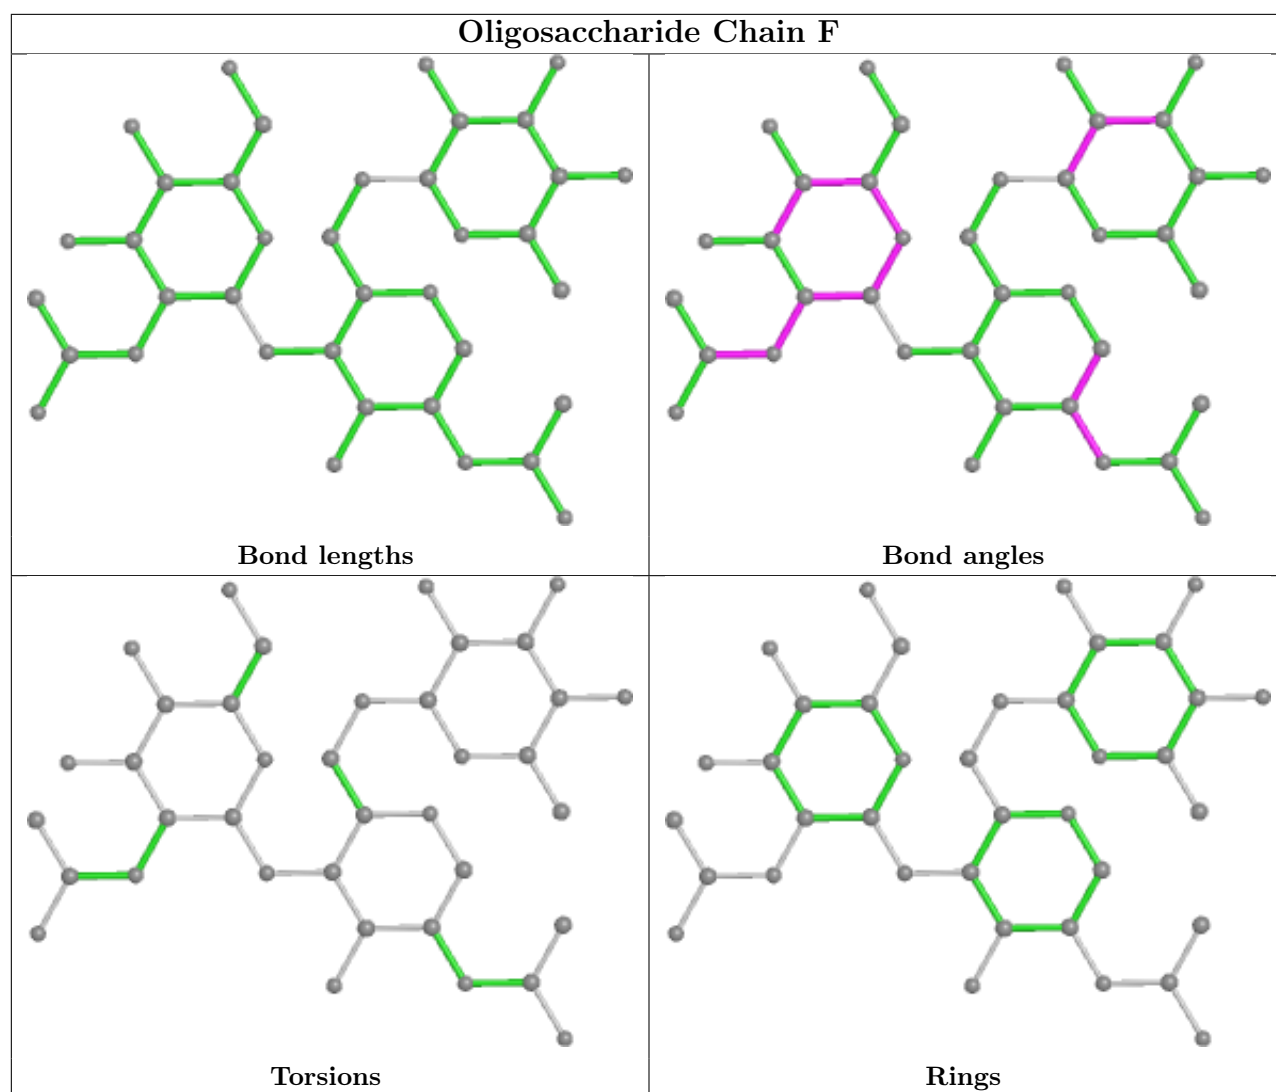 Oligosaccharide Chain F
Bond lengths
Bond angles
Torsions
Rings